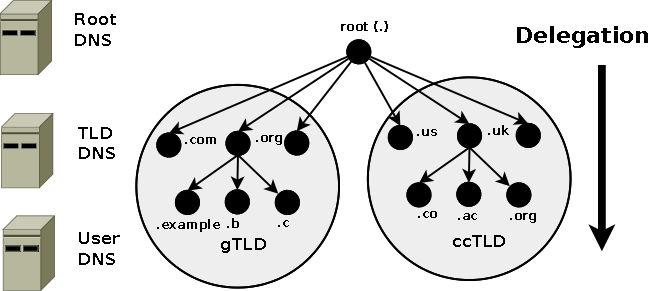 Root
DNS
root (.)
Delegation
TLD
DNS
.com
.org
.us
.uk
.example
.b
.c
.co
.ac
.org
User
DNS
gTLD
ccTLD